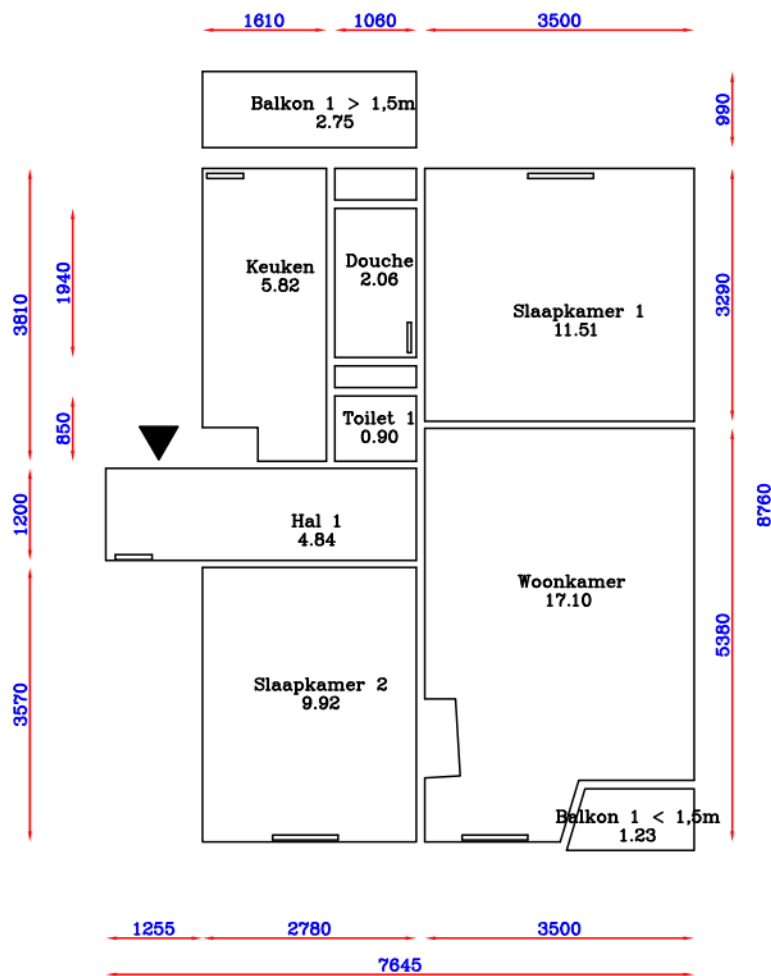 1610
1060
3500
Balkon 1 > 1,5m
2.75
990
Keuken
5.82
Douche
2.06
Slaapkamer 1
11.51
3810
1940
3290
850
Toilet 1
0.90
1200
Hal 1
4.84
8760
Woonkamer
17.10
5380
3570
Slaapkamer 2
9.92
Balkon 1 < 1,5m
1.23
1255
2780
3500
7645